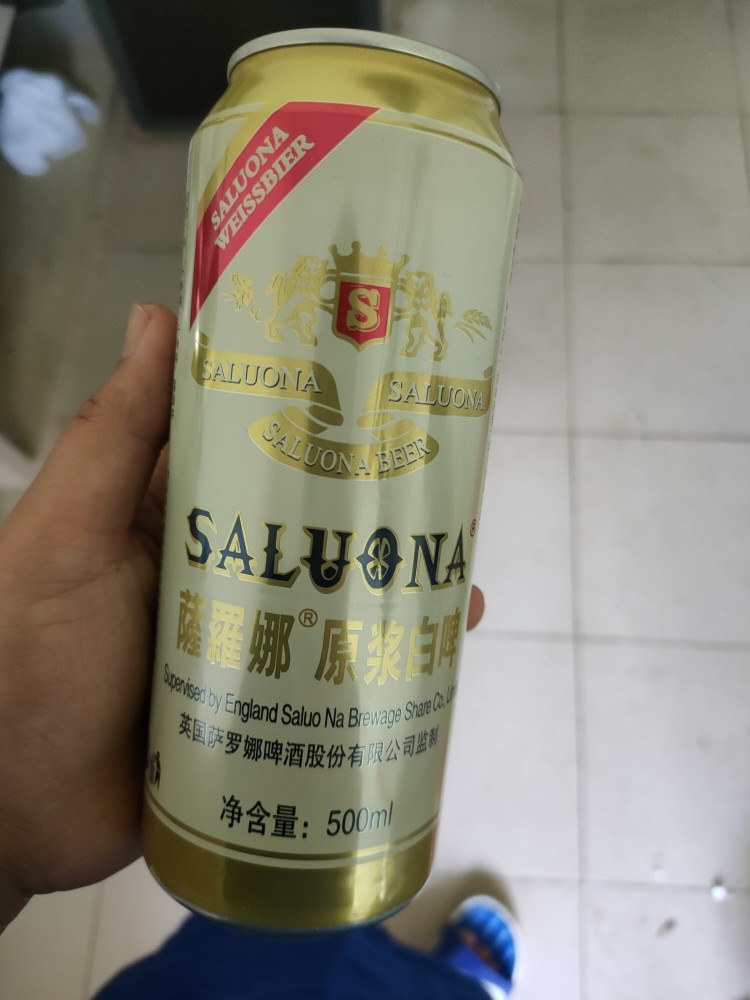 SALUONA
WEISSBIER
S
SALUONA
SALUONA
SALUONA BEER
SALUONA®
薩羅娜®原浆白啤
Supervised by England Saluo Na Brewage Share Co.,
英国萨罗娜啤酒股份有限公司监制
净含量：500ml